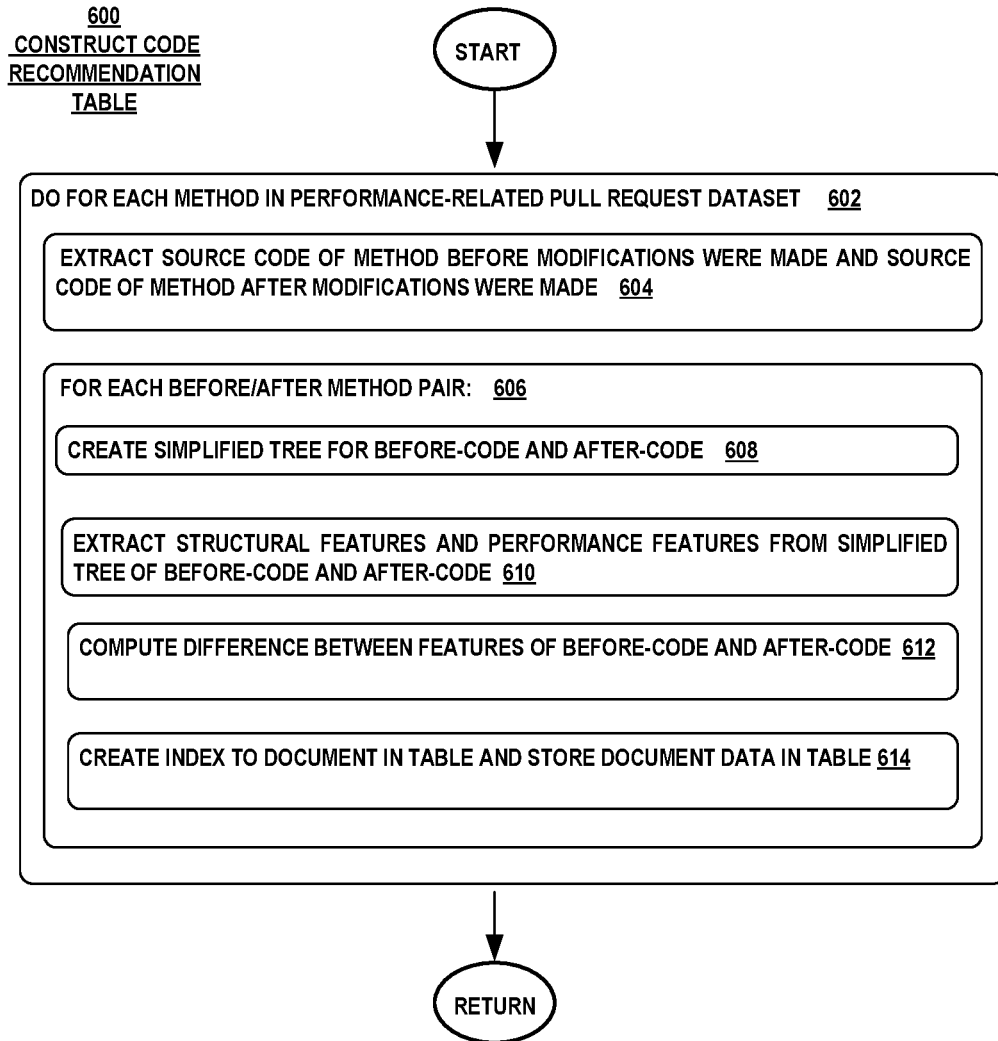 600
CONSTRUCT CODE
RECOMMENDATION
TABLE
START
DO FOR EACH METHOD IN PERFORMANCE-RELATED PULL REQUEST DATASET 602
EXTRACT SOURCE CODE OF METHOD BEFORE MODIFICATIONS WERE MADE AND SOURCE
CODE OF METHOD AFTER MODIFICATIONS WERE MADE 604
FOR EACH BEFORE/AFTER METHOD PAIR: 606
CREATE SIMPLIFIED TREE FOR BEFORE-CODE AND AFTER-CODE 608
EXTRACT STRUCTURAL FEATURES AND PERFORMANCE FEATURES FROM SIMPLIFIED
TREE OF BEFORE-CODE AND AFTER-CODE 610
COMPUTE DIFFERENCE BETWEEN FEATURES OF BEFORE-CODE AND AFTER-CODE 612
CREATE INDEX TO DOCUMENT IN TABLE AND STORE DOCUMENT DATA IN TABLE 614
RETURN